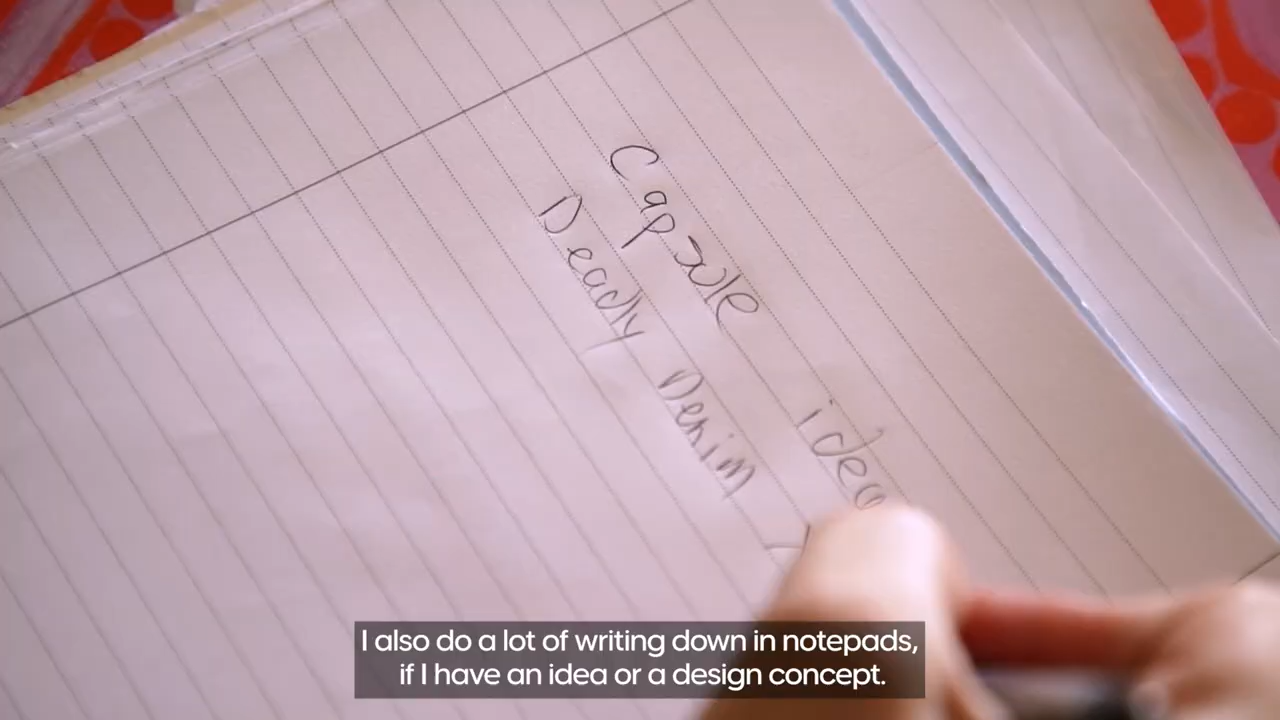 Capsule idea
Deadly Denim
I also do a lot of writing down in notepads,
if I have an idea or a design concept.